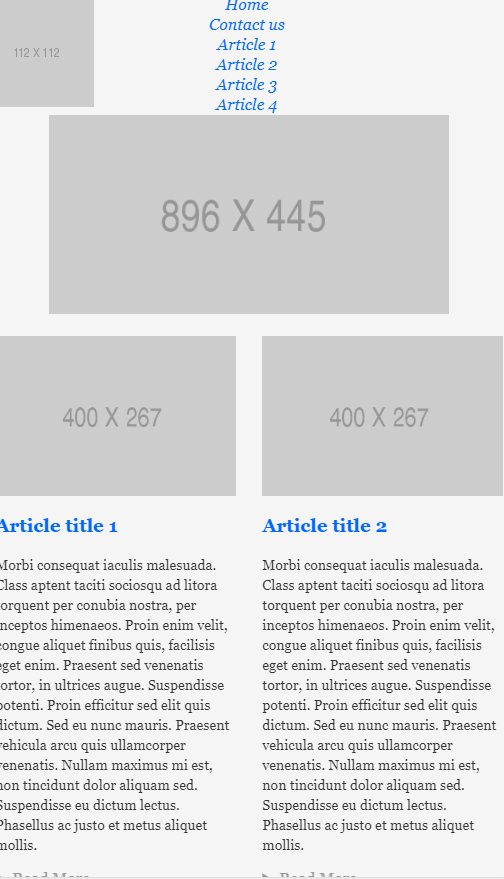 Home
Contact us
Article 1
Article 2
Article 3
Article 4
112 X 112
896 X 445
400 X 267
400 X 267
Article title 1
Morbi consequat iaculis malesuada.
Class aptent taciti sociosqu ad litora
torquent per conubia nostra, per
inceptos himenaeos. Proin enim velit,
congue aliquet finibus quis, facilisis
eget enim. Praesent sed venenatis
tortor, in ultrices augue. Suspendisse
potenti. Proin efficitur sed elit quis
dictum. Sed eu nunc mauris. Praesent
vehicula arcu quis ullamcorper
venenatis. Nullam maximus mi est,
non tincidunt dolor aliquam sed.
Suspendisse eu dictum lectus.
Phasellus ac justo et metus aliquet
mollis.
Read More
Article title 2
Morbi consequat iaculis malesuada.
Class aptent taciti sociosqu ad litora
torquent per conubia nostra, per
inceptos himenaeos. Proin enim velit,
congue aliquet finibus quis, facilisis
eget enim. Praesent sed venenatis
tortor, in ultrices augue. Suspendisse
potenti. Proin efficitur sed elit quis
dictum. Sed eu nunc mauris. Praesent
vehicula arcu quis ullamcorper
venenatis. Nullam maximus mi est,
non tincidunt dolor aliquam sed.
Suspendisse eu dictum lectus.
Phasellus ac justo et metus aliquet
mollis.
Read More